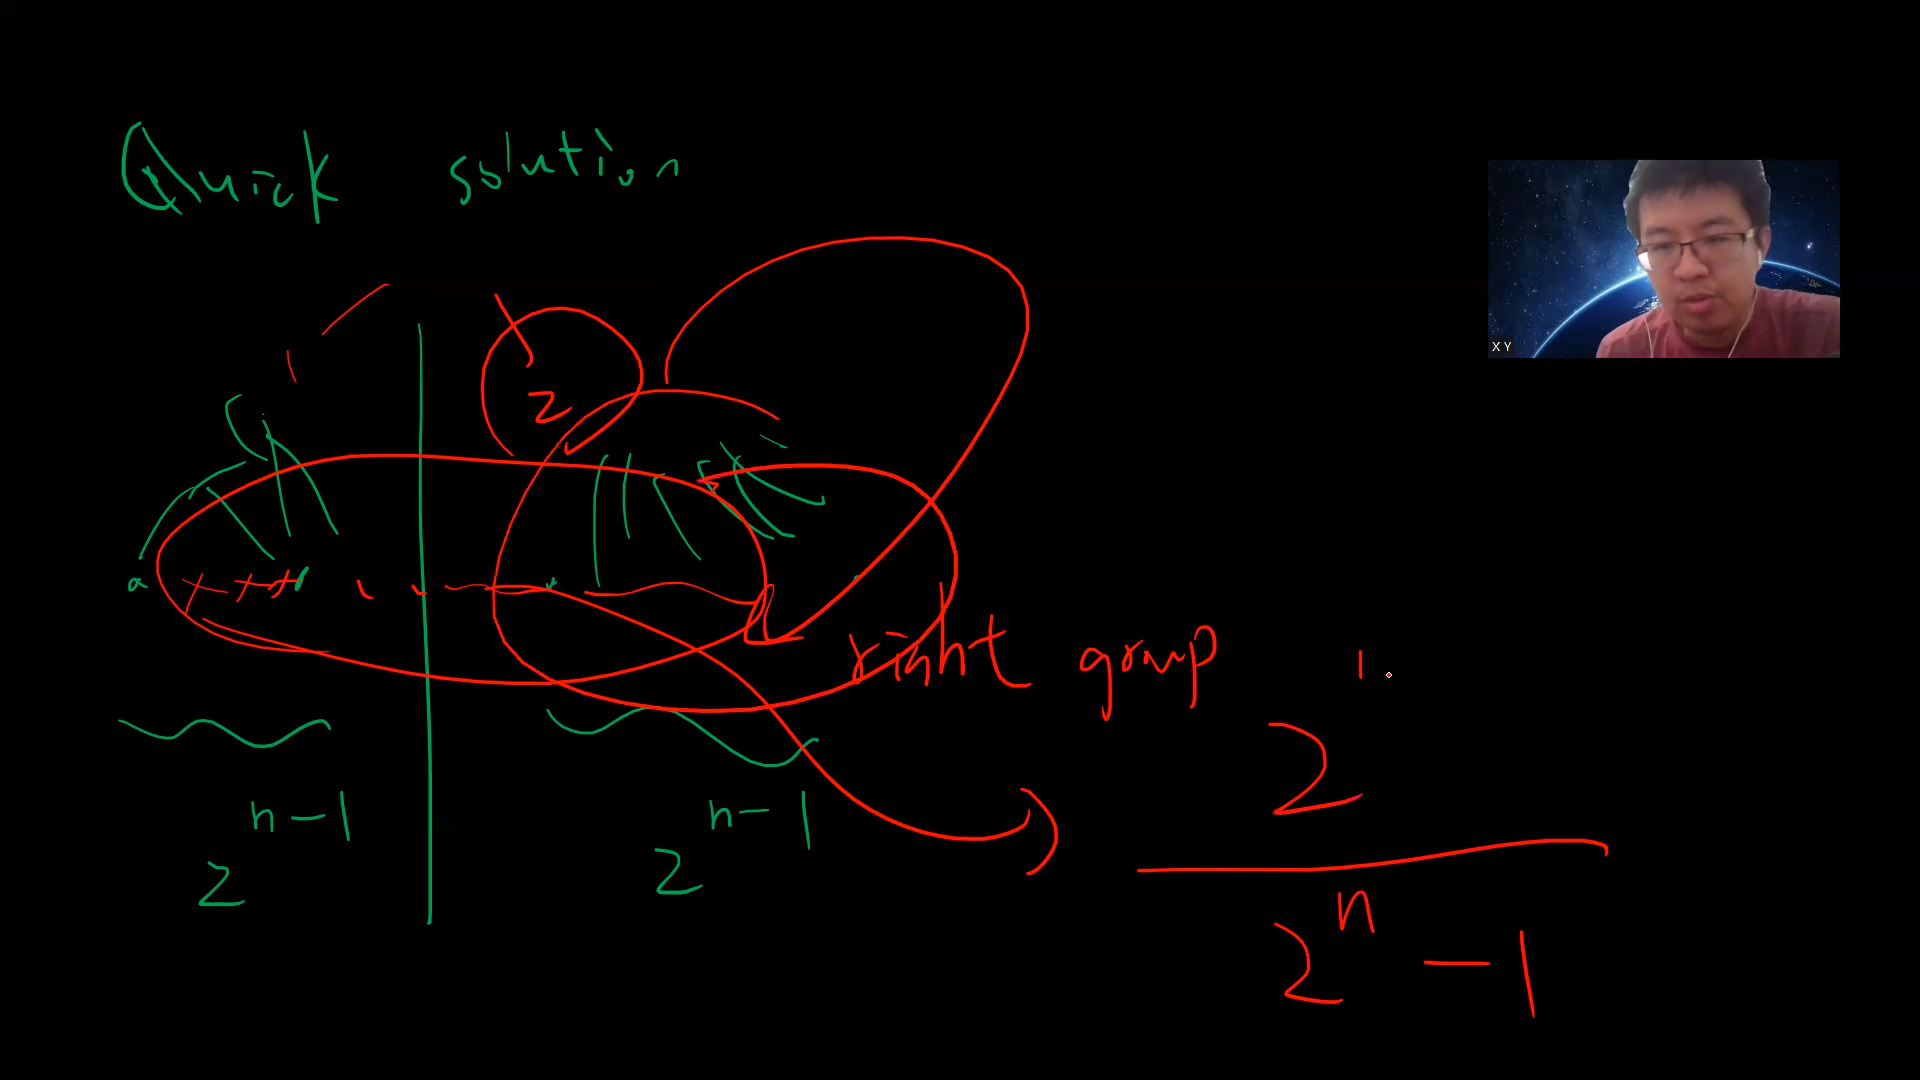 Quick solution
X Y
2
a
right group 1
2
2^n - 1
2^{n-1} 2^{n-1}